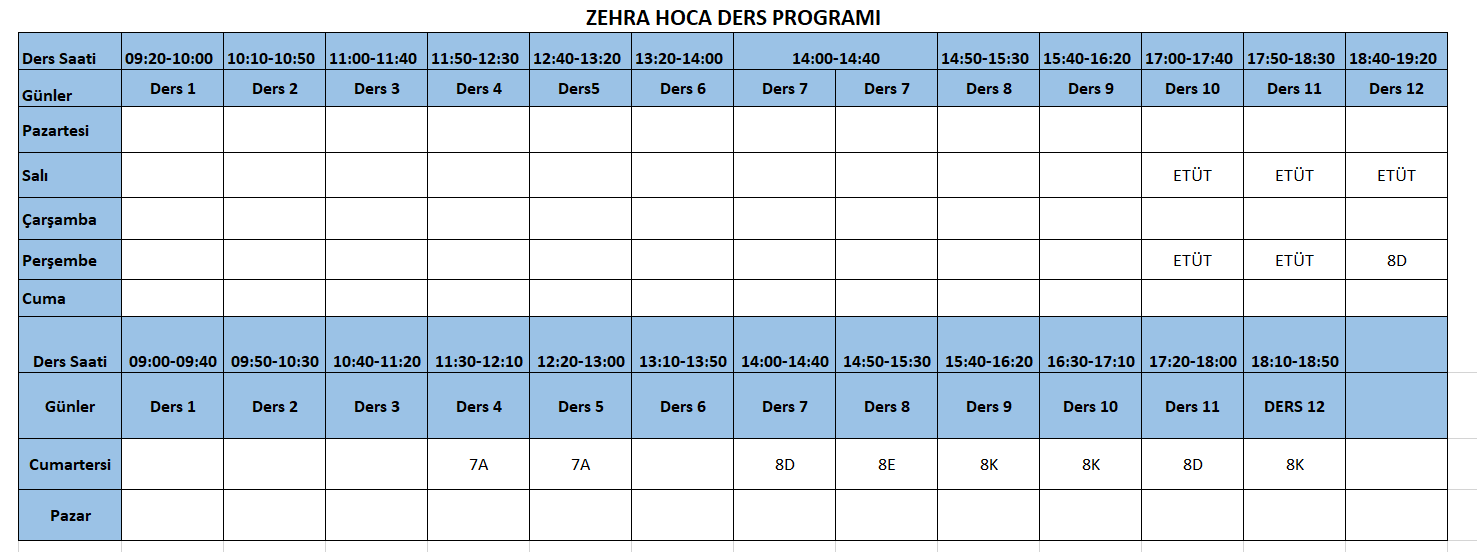 ZEHRA HOCA DERS PROGRAMI
Ders Saati 09:20-10:00 10:10-10:50 11:00-11:40 11:50-12:30 12:40-13:20 13:20-14:00 14:00-14:40 14:50-15:30 15:40-16:20 17:00-17:40 17:50-18:30 18:40-19:20
Günler Ders 1 Ders 2 Ders 3 Ders 4 Ders5 Ders 6 Ders 7 Ders 7 Ders 8 Ders 9 Ders 10 Ders 11 Ders 12
Pazartesi
Salı ETÜT ETÜT ETÜT
Çarşamba
Perşembe ETÜT ETÜT 8D
Cuma
Ders Saati 09:00-09:40 09:50-10:30 10:40-11:20 11:30-12:10 12:20-13:00 13:10-13:50 14:00-14:40 14:50-15:30 15:40-16:20 16:30-17:10 17:20-18:00 18:10-18:50
Günler Ders 1 Ders 2 Ders 3 Ders 4 Ders 5 Ders 6 Ders 7 Ders 8 Ders 9 Ders 10 Ders 11 DERS 12
Cumartersi 7A 7A 8D 8E 8K 8K 8D 8K
Pazar